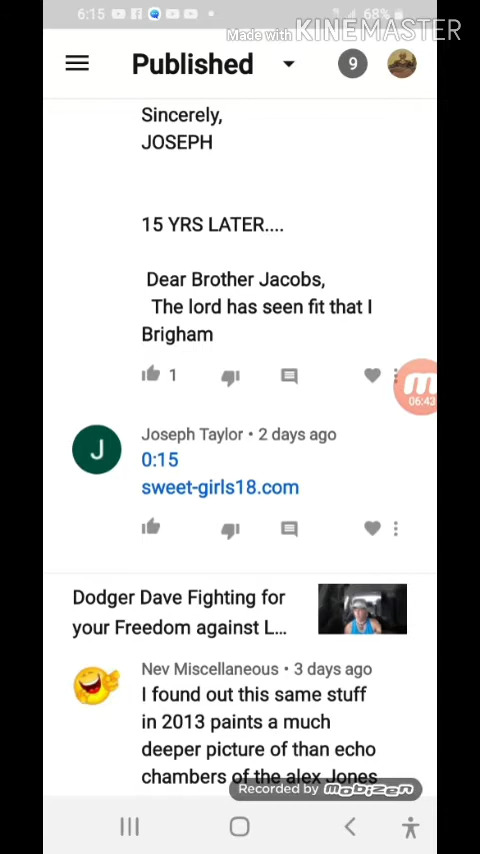 6:15
68%
Made with KINEMASTER
Published
9
Sincerely,
JOSEPH
15 YRS LATER....
Dear Brother Jacobs,
The lord has seen fit that I
Brigham
1
06:43
J
Joseph Taylor • 2 days ago
0:15
sweet-girls18.com
Dodger Dave Fighting for
your Freedom against L...
Nev Miscellaneous • 3 days ago
I found out this same stuff
in 2013 paints a much
deeper picture of than echo
chambers of the alex Jones
Recorded by mobizen